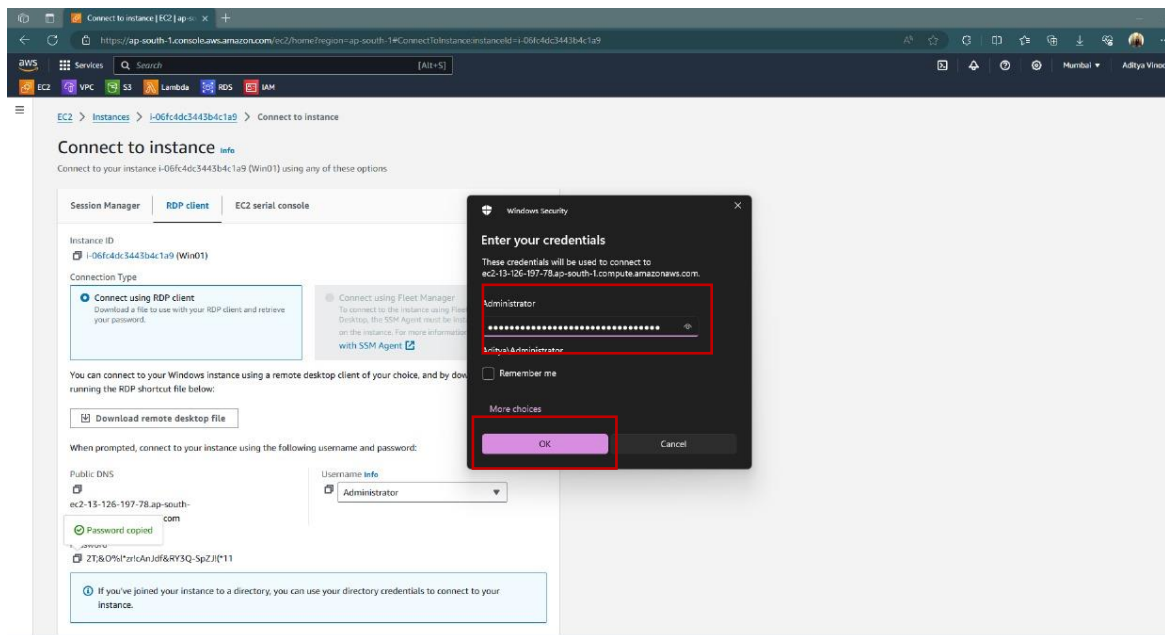 Connect to instance | EC2 | ap-so
https://ap-south-1.console.aws.amazon.com/ec2/home?region=ap-south-1#ConnectToInstance:instanceId=i-06fc4dc3443b4c1a9
aws Services Search [Alt+S] Mumbai Aditya Vinod
EC2 VPC S3 Lambda RDS IAM
EC2 > Instances > i-06fc4dc3443b4c1a9 > Connect to instance
Connect to instance Info
Connect to your instance i-06fc4dc3443b4c1a9 (Win01) using any of these options
Session Manager RDP client EC2 serial console
Instance ID
i-06fc4dc3443b4c1a9 (Win01)
Connection Type
Connect using RDP client
Download a file to use with your RDP client and retrieve
your password.
Connect using Fleet Manager
To connect to the instance using Fleet
Desktop, the SSM Agent must be
on the instance. For more information
with SSM Agent
You can connect to your Windows instance using a remote desktop client of your choice, and by
running the RDP shortcut file below:
Download remote desktop file
When prompted, connect to your instance using the following username and password:
Public DNS
ec2-13-126-197-78.ap-south-
com
Username Info
Administrator
Password copied
Password
If you've joined your instance to a directory, you can use your directory credentials to connect to your
instance.
Windows Security
Enter your credentials
These credentials will be used to connect to
ec2-13-126-197-78.ap-south-1.compute.amazonaws.com.
Administrator
Aditya\Administrator
Remember me
More choices
OK Cancel